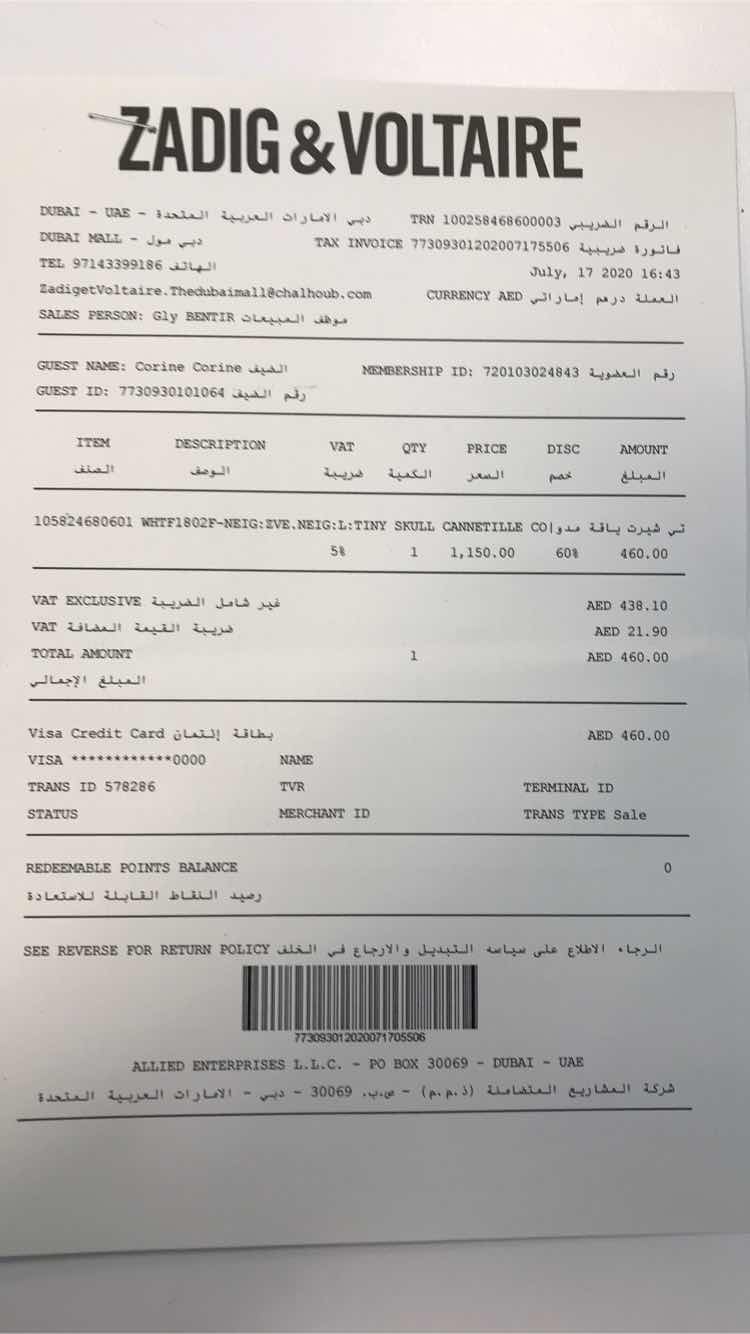 ZADIG & VOLTAIRE
DUBAI - UAE - دبي الامارات العربية المتحدة
TRN 100258468600003 الرقم الضريبي
DUBAI MALL - دبي مول
TAX INVOICE 77309301202007175506 فاتورة ضريبية
TEL 97143399186 الهاتف
July, 17 2020 16:43
ZadigetVoltaire.Thedubaimall@chalhoub.com
CURRENCY AED العملة درهم إماراتي
SALES PERSON: Gly BENTIR موظف المبيعات
GUEST NAME: Corine Corine الضيف
MEMBERSHIP ID: 720103024843 رقم العضوية
GUEST ID: 7730930101064 رقم الضيف
ITEM DESCRIPTION VAT QTY PRICE DISC AMOUNT
الصنف الوصف ضريبة الكمية السعر خصم المبلغ
105824680601 WHTF1802F-NEIG:ZVE.NEIG:L:TINY SKULL CANNETILLE CO|تي شيرت ياقة مدو
5% 1 1,150.00 60% 460.00
VAT EXCLUSIVE غير شامل الضريبة AED 438.10
VAT ضريبة القيمة المضافة AED 21.90
TOTAL AMOUNT 1 AED 460.00
المبلغ الإجمالي
Visa Credit Card بطاقة إئتمان AED 460.00
VISA ************0000 NAME
TRANS ID 578286 TVR TERMINAL ID
STATUS MERCHANT ID TRANS TYPE Sale
REDEEMABLE POINTS BALANCE 0
رصيد النقاط القابلة للاستعادة
SEE REVERSE FOR RETURN POLICY الرجاء الاطلاع على سياسه التبديل والارجاع في الخلف
77309301202007​1705506
ALLIED ENTERPRISES L.L.C. - PO BOX 30069 - DUBAI - UAE
شركة المشاريع المتضاملة (ذ.م.م) - ص.ب. 30069 - دبي - الامارات العربية المتحدة